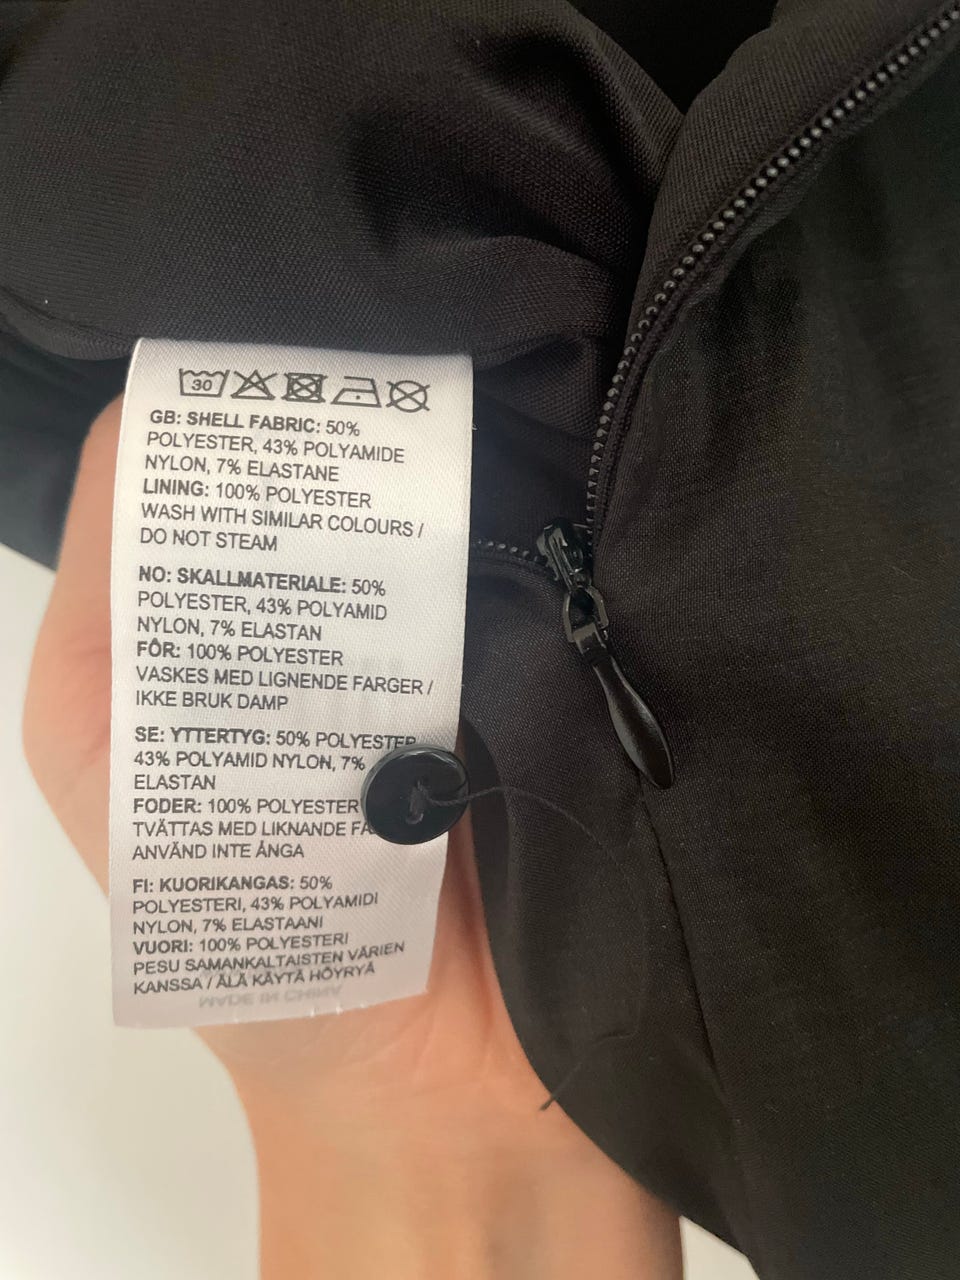 30
GB: SHELL FABRIC: 50%
POLYESTER, 43% POLYAMIDE
NYLON, 7% ELASTANE
LINING: 100% POLYESTER
WASH WITH SIMILAR COLOURS /
DO NOT STEAM
NO: SKALLMATERIALE: 50%
POLYESTER, 43% POLYAMID
NYLON, 7% ELASTAN
FÔR: 100% POLYESTER
VASKES MED LIGNENDE FARGER /
IKKE BRUK DAMP
SE: YTTERTYG: 50% POLYESTER,
43% POLYAMID NYLON, 7%
ELASTAN
FODER: 100% POLYESTER
TVÄTTAS MED LIKNANDE
ANVÄND INTE ÅNGA
FI: KUORIKANGAS: 50%
POLYESTERI, 43% POLYAMIDI
NYLON, 7% ELASTAANI
VUORI: 100% POLYESTERI
PESU SAMANKALTAISTEN VÄRIEN
KANSSA / ÄLÄ KÄYTÄ HÖYRYÄ
MADE IN CHINA